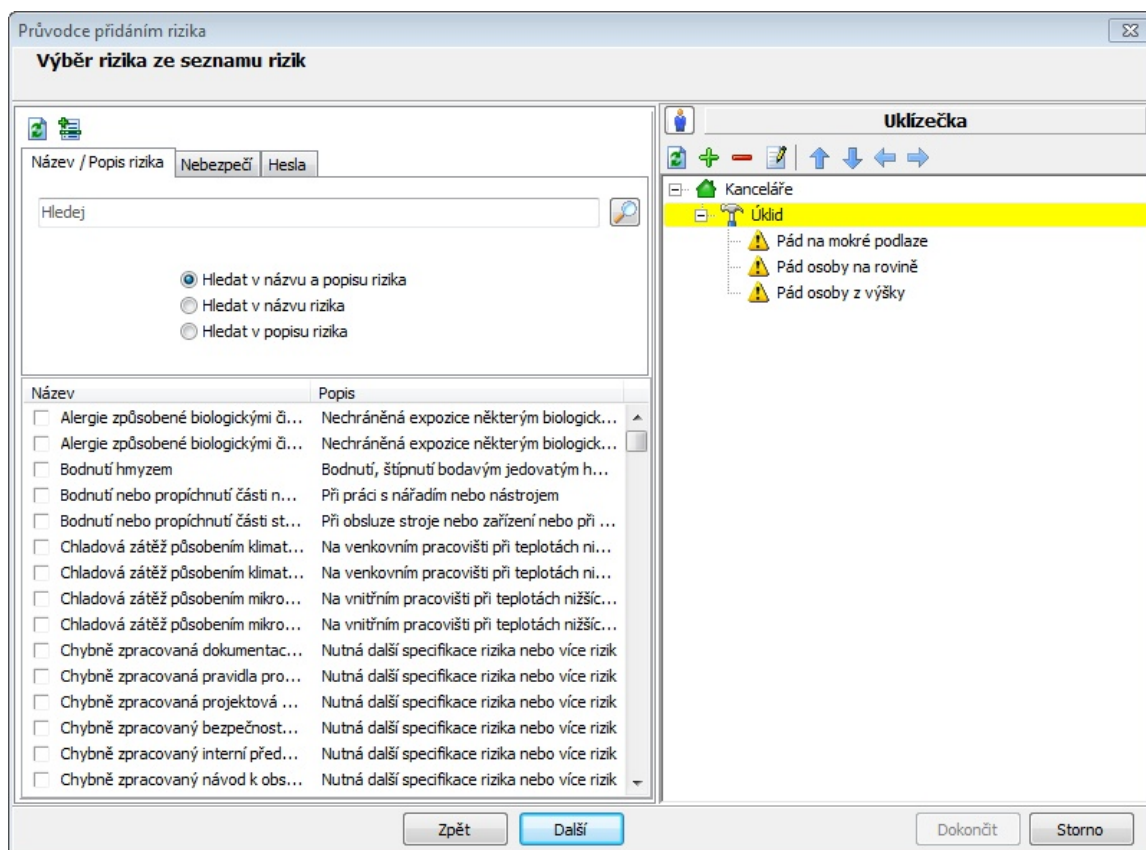 Průvodce přidáním rizika
Výběr rizika ze seznamu rizik
Název / Popis rizika Nebezpečí Hesla
Hledej
Hledat v názvu a popisu rizika
Hledat v názvu rizika
Hledat v popisu rizika
Název Popis
Alergie způsobené biologickými či... Nechráněná expozice některým biologick...
Alergie způsobené biologickými či... Nechráněná expozice některým biologick...
Bodnutí hmyzem Bodnutí, štípnutí bodavým jedovatým h...
Bodnutí nebo propíchnutí části n... Při práci s nářadím nebo nástrojem
Bodnutí nebo propíchnutí části st... Při obsluze stroje nebo zařízení nebo při ...
Chladová zátěž působením klimat... Na venkovním pracovišti při teplotách ni...
Chladová zátěž působením klimat... Na venkovním pracovišti při teplotách ni...
Chladová zátěž působením mikro... Na vnitřním pracovišti při teplotách nižšíc...
Chladová zátěž působením mikro... Na vnitřním pracovišti při teplotách nižšíc...
Chybně zpracovaná dokumentac... Nutná další specifikace rizika nebo více rizik
Chybně zpracovaná pravidla pro... Nutná další specifikace rizika nebo více rizik
Chybně zpracovaná projektová ... Nutná další specifikace rizika nebo více rizik
Chybně zpracovaný bezpečnost... Nutná další specifikace rizika nebo více rizik
Chybně zpracovaný interní před... Nutná další specifikace rizika nebo více rizik
Chybně zpracovaný návod k obs... Nutná další specifikace rizika nebo více rizik
Uklízečka
Kanceláře
Úklid
Pád na mokré podlaze
Pád osoby na rovině
Pád osoby z výšky
Zpět Další Dokončit Storno